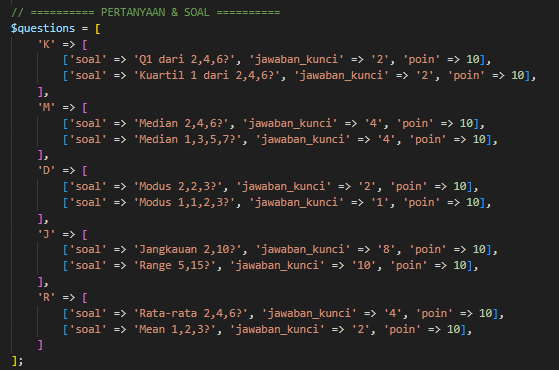 // ========== PERTANYAAN & SOAL ==========
$questions = [
    'K' => [
        ['soal' => 'Q1 dari 2,4,6?', 'jawaban_kunci' => '2', 'poin' => 10],
        ['soal' => 'Kuartil 1 dari 2,4,6?', 'jawaban_kunci' => '2', 'poin' => 10],
    ],
    'M' => [
        ['soal' => 'Median 2,4,6?', 'jawaban_kunci' => '4', 'poin' => 10],
        ['soal' => 'Median 1,3,5,7?', 'jawaban_kunci' => '4', 'poin' => 10],
    ],
    'D' => [
        ['soal' => 'Modus 2,2,3?', 'jawaban_kunci' => '2', 'poin' => 10],
        ['soal' => 'Modus 1,1,2,3?', 'jawaban_kunci' => '1', 'poin' => 10],
    ],
    'J' => [
        ['soal' => 'Jangkauan 2,10?', 'jawaban_kunci' => '8', 'poin' => 10],
        ['soal' => 'Range 5,15?', 'jawaban_kunci' => '10', 'poin' => 10],
    ],
    'R' => [
        ['soal' => 'Rata-rata 2,4,6?', 'jawaban_kunci' => '4', 'poin' => 10],
        ['soal' => 'Mean 1,2,3?', 'jawaban_kunci' => '2', 'poin' => 10],
    ]
];